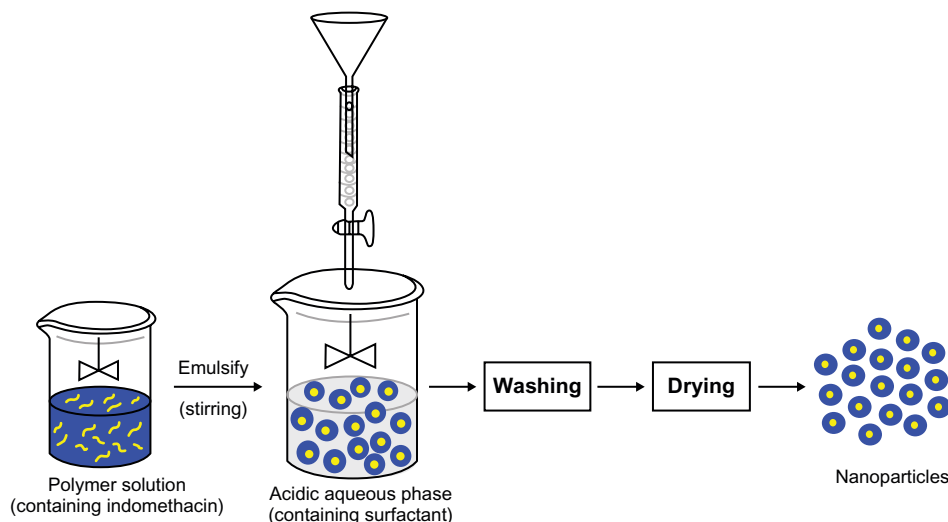 Emulsify
(stirring)
Washing
Drying
Polymer solution
(containing indomethacin)
Acidic aqueous phase
(containing surfactant)
Nanoparticles